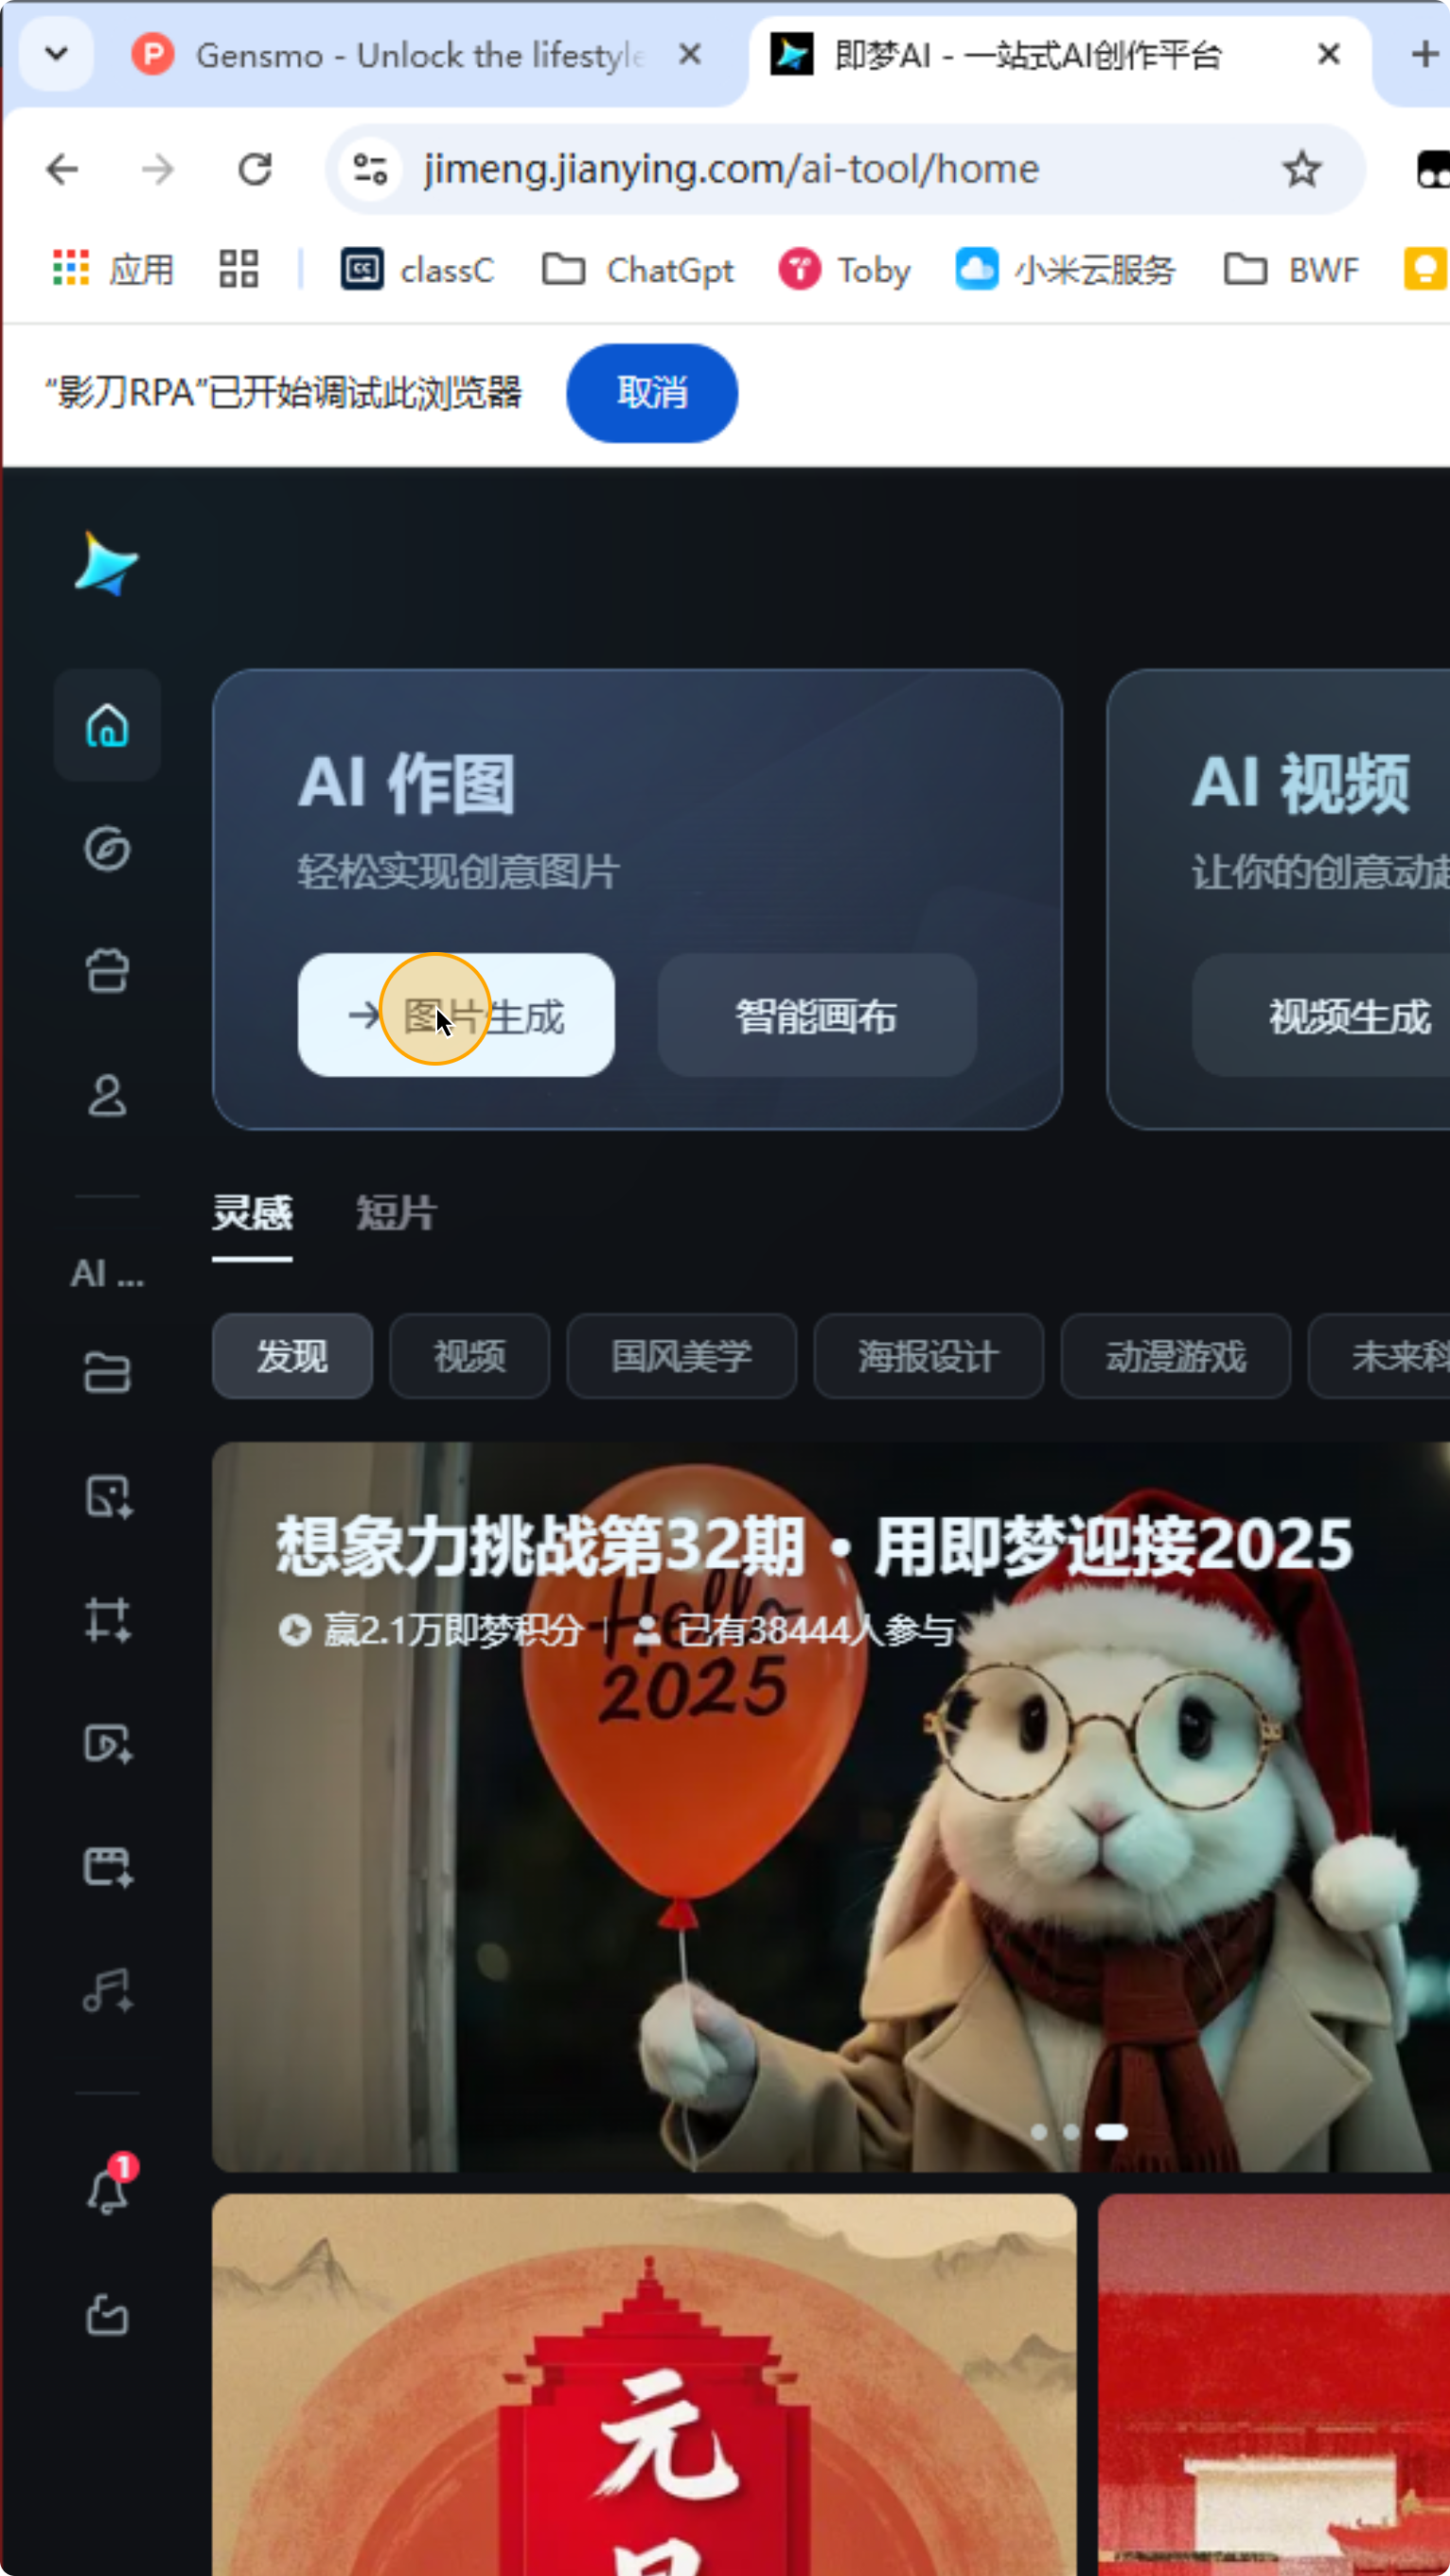 Gensmo - Unlock the lifestyle
即梦AI - 一站式AI创作平台
jimeng.jianying.com/ai-tool/home
应用
classC
ChatGpt
Toby
小米云服务
BWF
“影刀RPA”已开始调试此浏览器
取消
AI 作图
轻松实现创意图片
图片生成
智能画布
AI 视频
让你的创意动起
视频生成
灵感
短片
AI ...
发现
视频
国风美学
海报设计
动漫游戏
未来科
想象力挑战第32期 • 用即梦迎接2025
赢2.1万即梦积分 | 已有38444人参与
Hello
2025
1
元